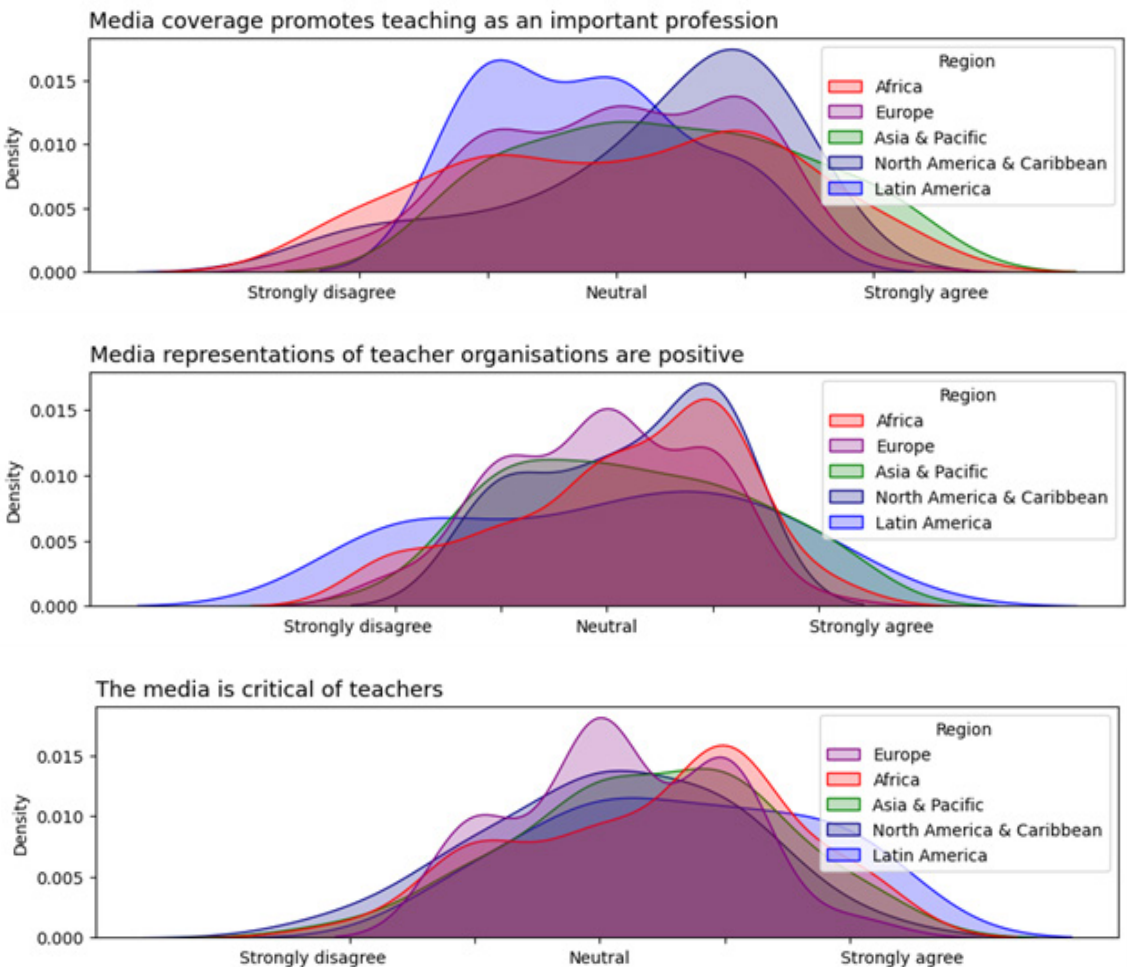 Media coverage promotes teaching as an important profession
Region
Africa
Europe
Asia & Pacific
North America & Caribbean
Latin America
Density
0.015
0.010
0.005
0.000
Strongly disagree Neutral Strongly agree
Media representations of teacher organisations are positive
Region
Africa
Europe
Asia & Pacific
North America & Caribbean
Latin America
Density
0.015
0.010
0.005
0.000
Strongly disagree Neutral Strongly agree
The media is critical of teachers
Region
Europe
Africa
Asia & Pacific
North America & Caribbean
Latin America
Density
0.015
0.010
0.005
0.000
Strongly disagree Neutral Strongly agree